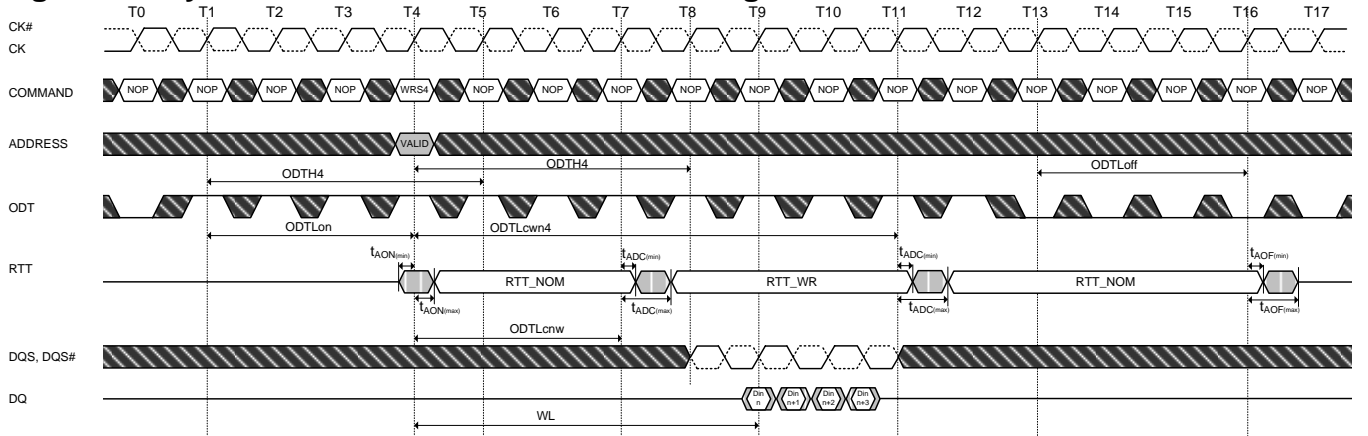 T0 T1 T2 T3 T4 T5 T6 T7 T8 T9 T10 T11 T12 T13 T14 T15 T16 T17
CK#
CK
COMMAND NOP NOP NOP NOP WRS4 NOP NOP NOP NOP NOP NOP NOP NOP NOP NOP NOP NOP NOP
ADDRESS VALID
ODTH4 ODTLoff
ODTH4
ODT
ODTLon ODTLcwn4
tAON(min) tADC(min) tADC(min) tAOF(min)
RTT RTT_NOM RTT_WR RTT_NOM
tAON(max) tADC(max) tADC(max) tAOF(max)
ODTLcnw
DQS, DQS#
DQ Din n Din n+1 Din n+2 Din n+3
WL